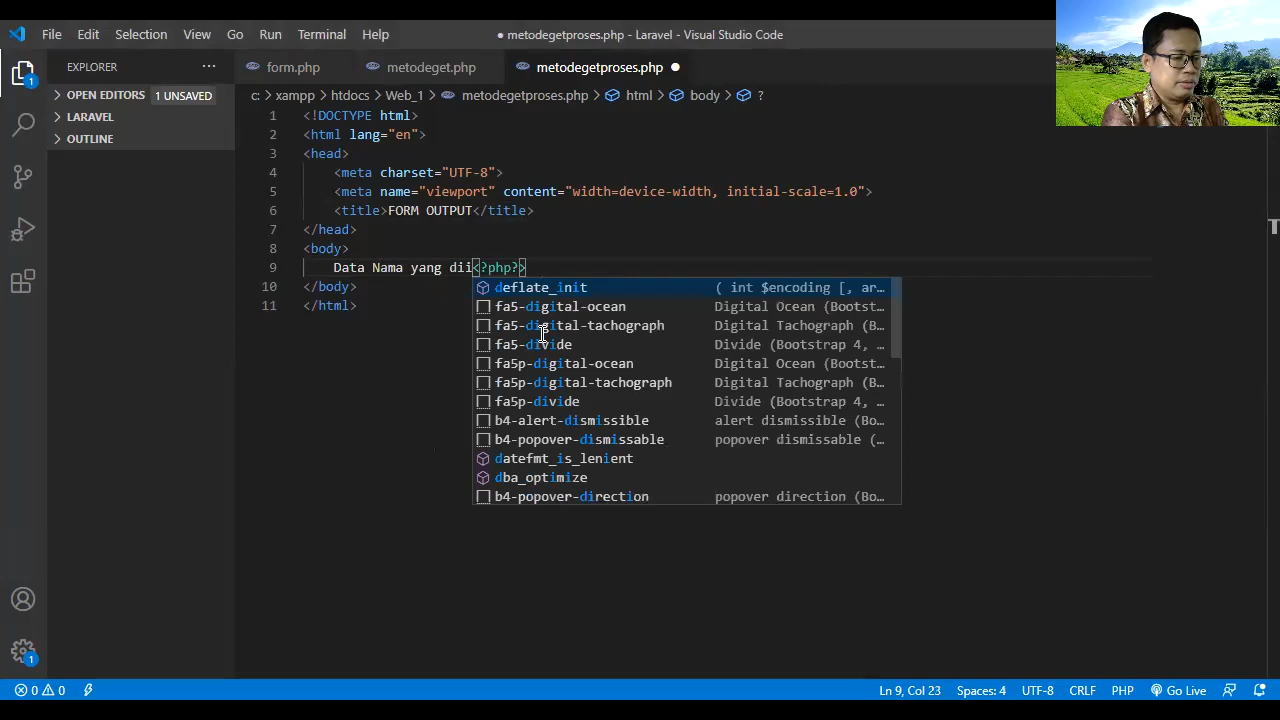 File Edit Selection View Go Run Terminal Help
● metodegetproses.php - Laravel - Visual Studio Code
EXPLORER ...
form.php metodeget.php metodegetproses.php ●
OPEN EDITORS 1 UNSAVED
LARAVEL
OUTLINE
c: > xampp > htdocs > Web_1 > metodegetproses.php > html > body > ?
1 <!DOCTYPE html>
2 <html lang="en">
3 <head>
4 <meta charset="UTF-8">
5 <meta name="viewport" content="width=device-width, initial-scale=1.0">
6 <title>FORM OUTPUT</title>
7 </head>
8 <body>
9 Data Nama yang dii<?php?>
10 </body>
11 </html>
deflate_init ( int $encoding [, ar…
fa5-digital-ocean Digital Ocean (Bootst…
fa5-digital-tachograph Digital Tachograph (B…
fa5-divide Divide (Bootstrap 4, …
fa5p-digital-ocean Digital Ocean (Bootst…
fa5p-digital-tachograph Digital Tachograph (B…
fa5p-divide Divide (Bootstrap 4, …
b4-alert-dismissible alert dismissible (Bo…
b4-popover-dismissable popover dismissable (…
datefmt_is_lenient
dba_optimize
b4-popover-direction popover direction (Bo…
1
1
0 0
Ln 9, Col 23 Spaces: 4 UTF-8 CRLF PHP Go Live